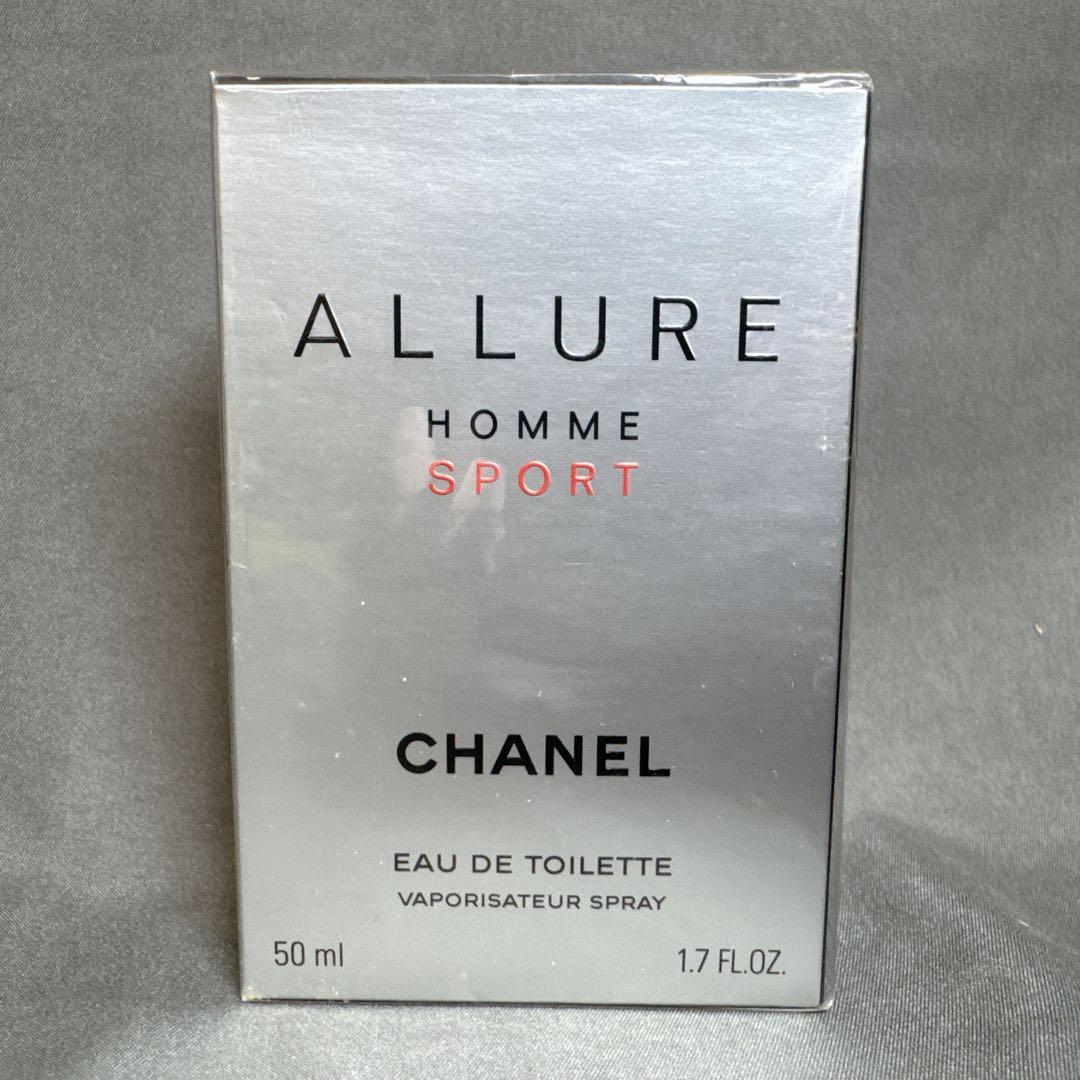 ALLURE
HOMME
SPORT
CHANEL
EAU DE TOILETTE
VAPORISATEUR SPRAY
50 ml 1.7 FL.OZ.